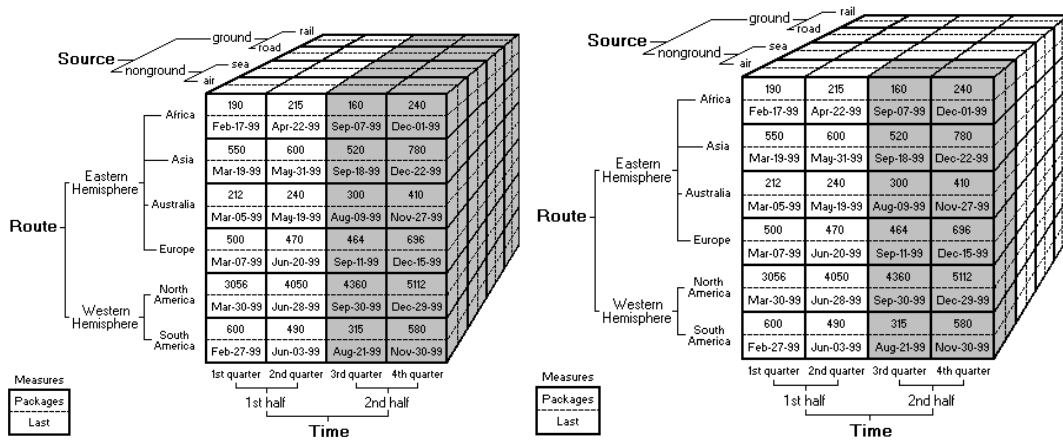 Source
ground
rail
road
nonground
sea
air
190 215 160 240
Africa
Feb-17-99 Apr-22-99 Sep-07-99 Dec-01-99
550 600 520 780
Asia
Mar-19-99 May-31-99 Sep-18-99 Dec-22-99
Eastern
Hemisphere
212 240 300 410
Australia
Mar-05-99 May-19-99 Aug-09-99 Nov-27-99
Route
500 470 464 696
Europe
Mar-07-99 Jun-20-99 Sep-11-99 Dec-15-99
North
America
3056 4050 4360 5112
Mar-30-99 Jun-28-99 Sep-30-99 Dec-29-99
Western
Hemisphere
600 490 315 580
South
America
Feb-27-99 Jun-03-99 Aug-21-99 Nov-30-99
1st quarter 2nd quarter 3rd quarter 4th quarter
Measures
Packages
Last
1st half 2nd half
Time
Source
ground
rail
road
nonground
sea
air
190 215 160 240
Africa
Feb-17-99 Apr-22-99 Sep-07-99 Dec-01-99
550 600 520 780
Asia
Mar-19-99 May-31-99 Sep-18-99 Dec-22-99
Eastern
Hemisphere
212 240 300 410
Australia
Mar-05-99 May-19-99 Aug-09-99 Nov-27-99
Route
500 470 464 696
Europe
Mar-07-99 Jun-20-99 Sep-11-99 Dec-15-99
North
America
3056 4050 4360 5112
Mar-30-99 Jun-28-99 Sep-30-99 Dec-29-99
Western
Hemisphere
600 490 315 580
South
America
Feb-27-99 Jun-03-99 Aug-21-99 Nov-30-99
1st quarter 2nd quarter 3rd quarter 4th quarter
Measures
Packages
Last
1st half 2nd half
Time